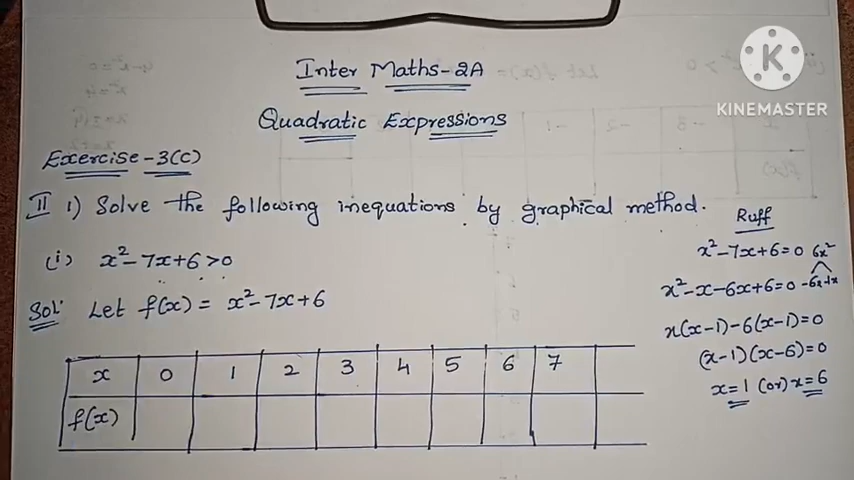 Inter Maths-2A
Quadratic Expressions
Exercise-3(c)
II 1) Solve the following inequations by graphical method.
(i) x²-7x+6>0
Sol: Let f(x) = x²-7x+6
x 0 1 2 3 4 5 6 7
f(x)
Ruff
x²-7x+6=0 6x²
x²-x-6x+6=0 -6x-1x
x(x-1)-6(x-1)=0
(x-1)(x-6)=0
x=1 (or) x=6
KINEMASTER